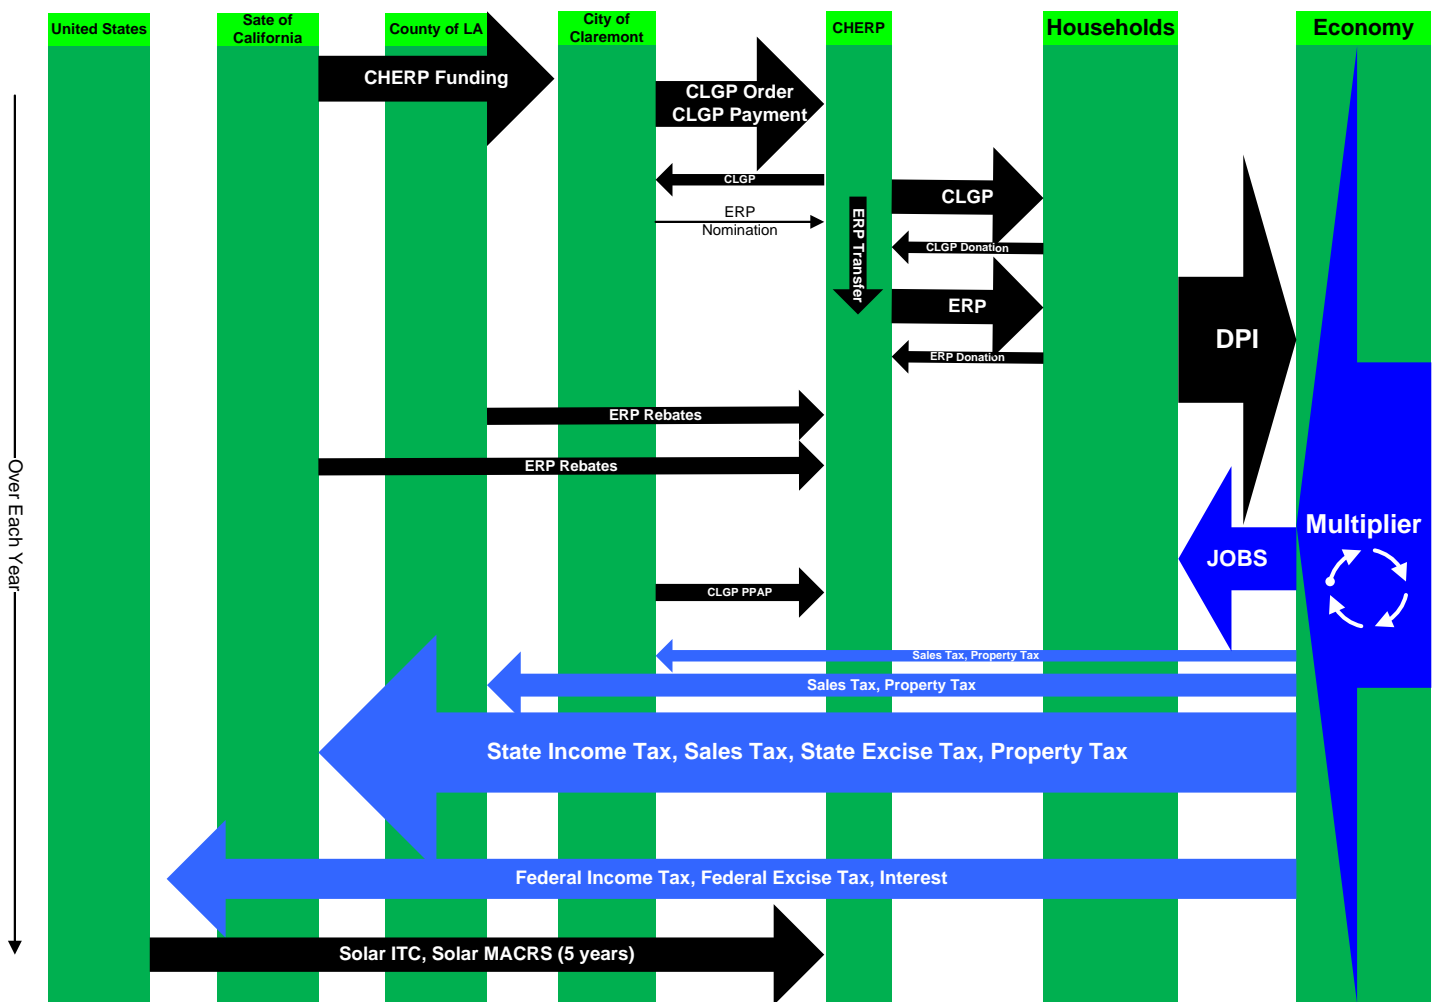 United States
Sate of
California
County of LA
City of
Claremont
CHERP
Households
Economy
CHERP Funding
CLGP Order
CLGP Payment
CLGP
CLGP
ERP
Nomination
ERP Transfer
CLGP Donation
ERP
ERP Donation
DPI
ERP Rebates
ERP Rebates
Over Each Year
Multiplier
JOBS
CLGP PPAP
Sales Tax, Property Tax
Sales Tax, Property Tax
State Income Tax, Sales Tax, State Excise Tax, Property Tax
Federal Income Tax, Federal Excise Tax, Interest
Solar ITC, Solar MACRS (5 years)